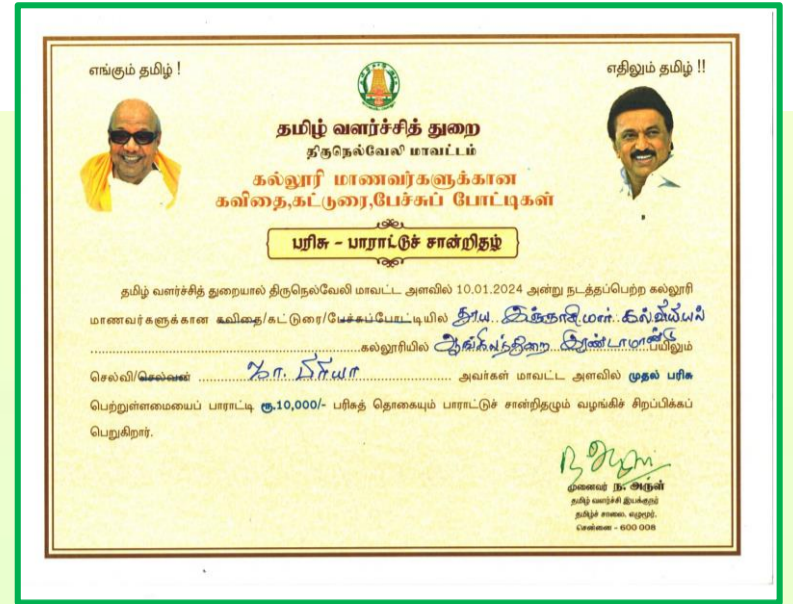 எங்கும் தமிழ் !
எதிலும் தமிழ் !!
தமிழ் வளர்ச்சித் துறை
திருநெல்வேலி மாவட்டம்
கல்லூரி மாணவர்களுக்கான
கவிதை,கட்டுரை,பேச்சுப் போட்டிகள்
பரிசு - பாராட்டுச் சான்றிதழ்
தமிழ் வளர்ச்சித் துறையால் திருநெல்வேலி மாவட்ட அளவில் 10.01.2024 அன்று நடத்தப்பெற்ற கல்லூரி
மாணவர்களுக்கான கவிதை/கட்டுரை/பேச்சுப்போட்டியில் தூய இஞ்ஞாசிமார் கல்வியியல்
கல்லூரியில் ஆங்கிலத்துறை இரண்டாமாண்டு பயிலும்
செல்வி/செல்வன் கா. பிரியா அவர்கள் மாவட்ட அளவில் முதல் பரிசு
பெற்றுள்ளமையைப் பாராட்டி ரூ.10,000/- பரிசுத் தொகையும் பாராட்டுச் சான்றிதழும் வழங்கிச் சிறப்பிக்கப்
பெறுகிறார்.
முனைவர் ந. அருள்
தமிழ் வளர்ச்சி இயக்குநர்
தமிழ்ச் சாலை, எழுமூர்,
சென்னை - 600 008